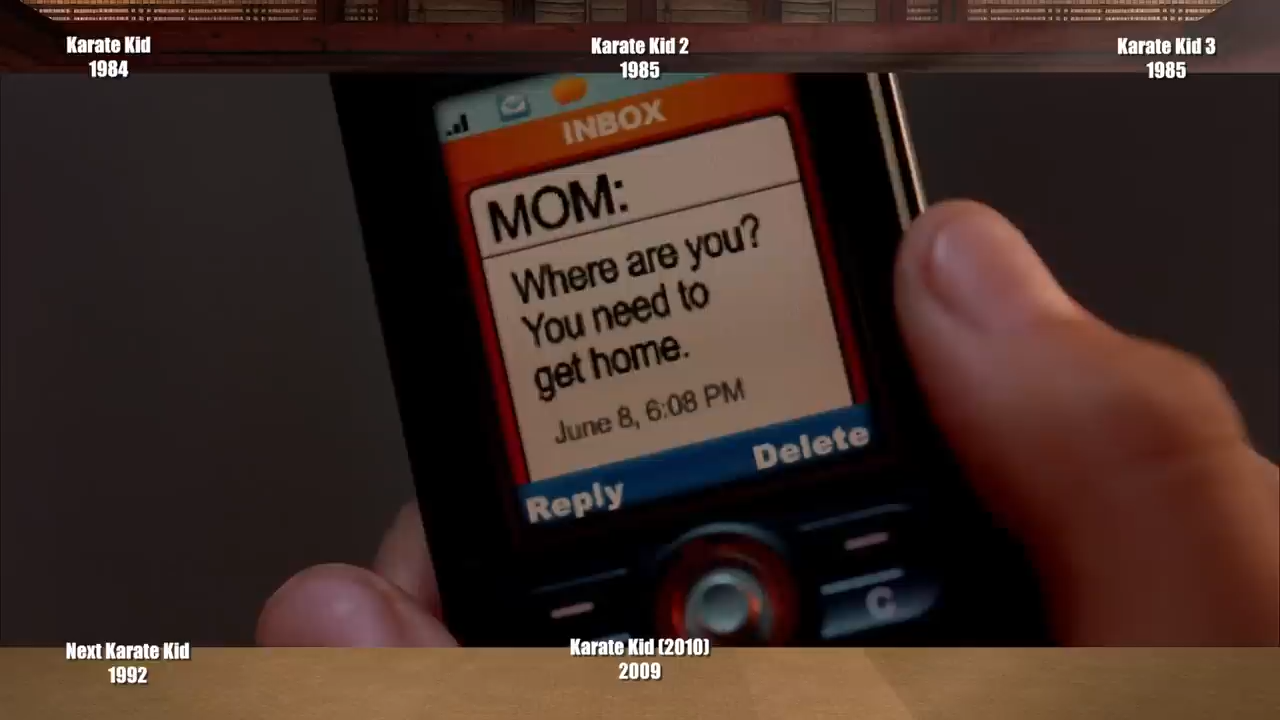 Karate Kid
1984
Karate Kid 2
1985
Karate Kid 3
1985
INBOX
MOM:
Where are you?
You need to
get home.
June 8, 6:08 PM
Delete
Reply
C
Next Karate Kid
1992
Karate Kid (2010)
2009